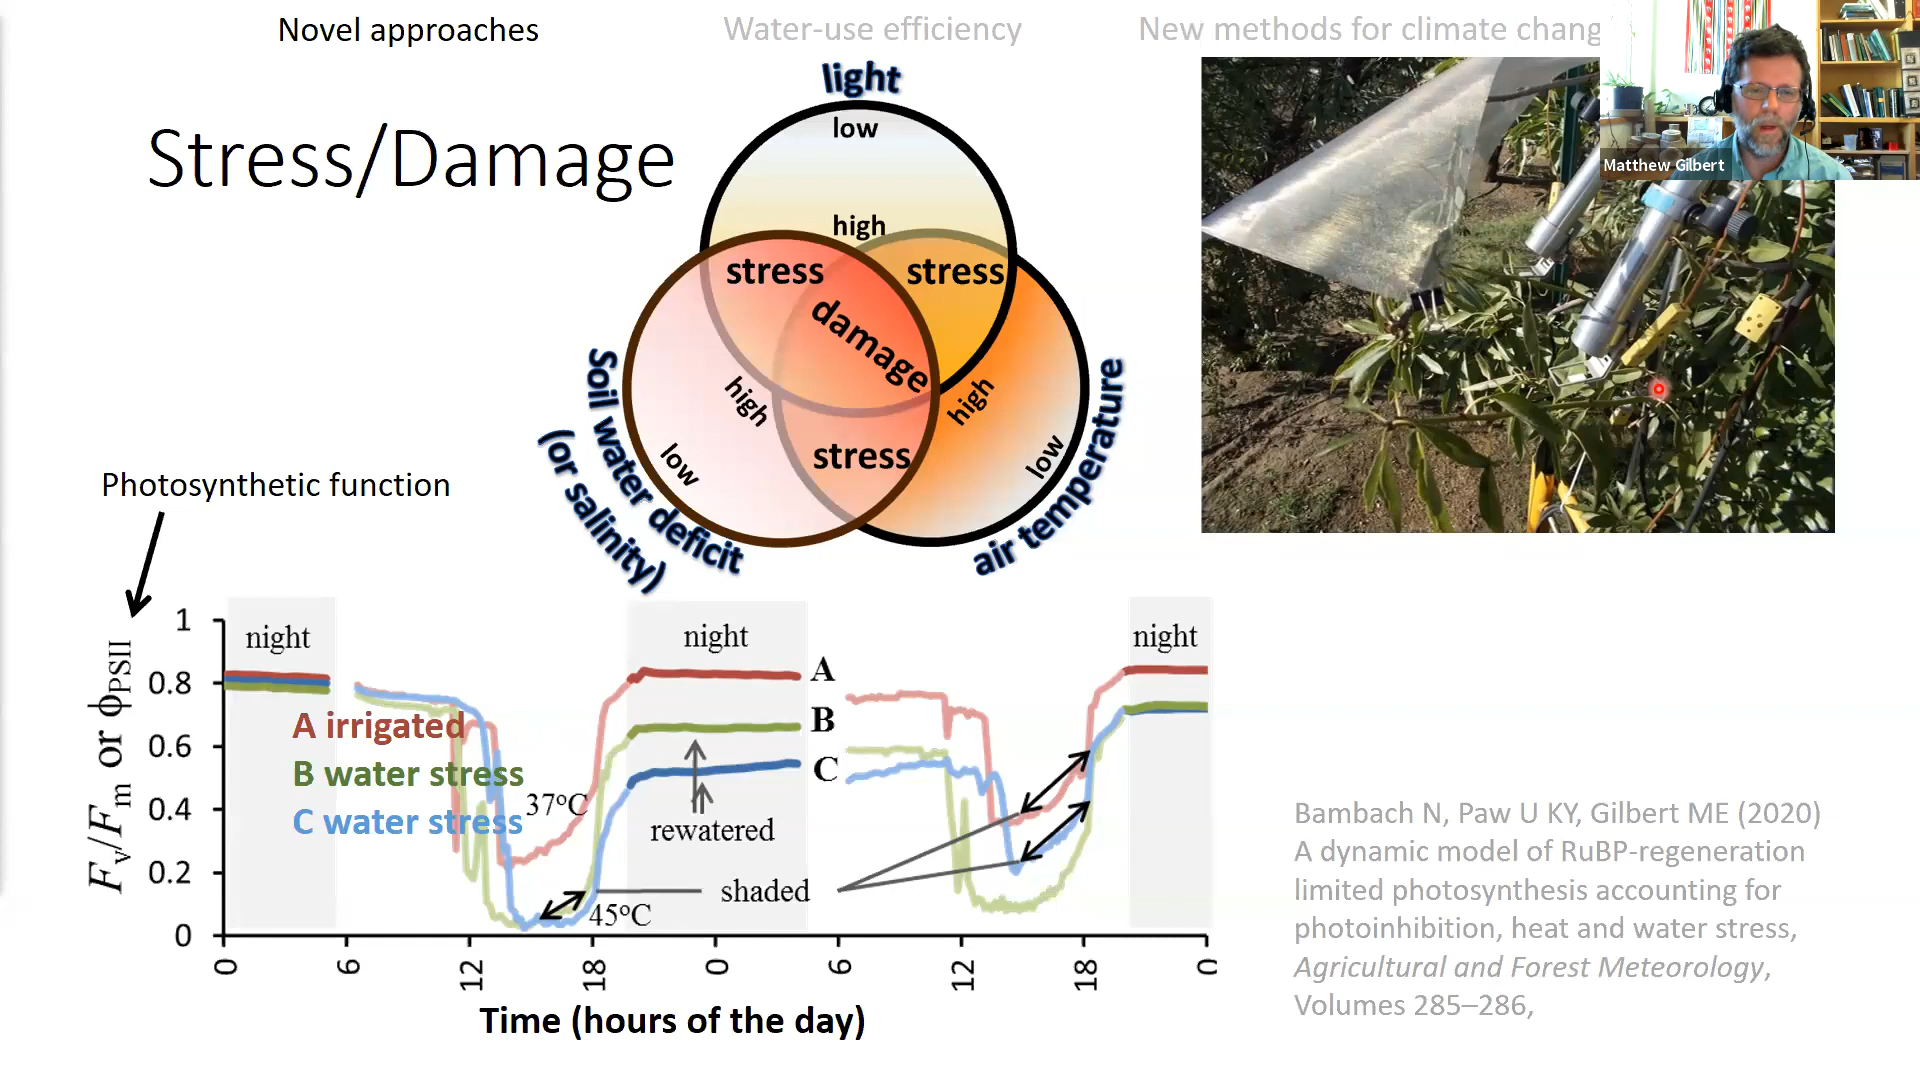 Novel approaches
Water-use efficiency
New methods for climate chang
Matthew Gilbert
Stress/Damage
light
low
high
stress
stress
damage
high
high
low
stress
low
Soil water deficit
(or salinity)
air temperature
Photosynthetic function
Fv/Fm or ϕPSII
1
0.8
0.6
0.4
0.2
0
night
night
night
A
B
C
A irrigated
B water stress
C water stress
37°C
rewatered
shaded
45°C
0
6
12
18
0
6
12
18
0
Time (hours of the day)
Bambach N, Paw U KY, Gilbert ME (2020)
A dynamic model of RuBP-regeneration
limited photosynthesis accounting for
photoinhibition, heat and water stress,
Agricultural and Forest Meteorology,
Volumes 285–286,